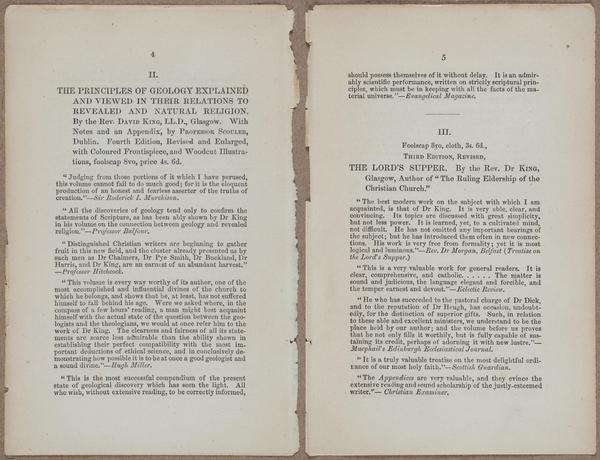 4
II.
THE PRINCIPLES OF GEOLOGY EXPLAINED
AND VIEWED IN THEIR RELATIONS TO
REVEALED AND NATURAL RELIGION.
By the Rev. DAVID KING, LL.D., Glasgow. With
Notes and an Appendix, by PROFESSOR SCOULER,
Dublin. Fourth Edition, Revised and Enlarged,
with Coloured Frontispiece, and Woodcut Illustra-
tions, foolscap 8vo, price 4s. 6d.
"Judging from those portions of it which I have perused,
this volume cannot fail to do much good; for it is the eloquent
production of an honest and fearless asserter of the truths of
creation."—Sir Roderick I. Murchison.
"All the discoveries of geology tend only to confirm the
statements of Scripture, as has been ably shown by Dr King
in his volume on the connection between geology and revealed
religion."—Professor Balfour.
"Distinguished Christian writers are beginning to gather
fruit in this new field, and the cluster already presented us by
such men as Dr Chalmers, Dr Pye Smith, Dr Buckland, Dr
Harris, and Dr King, are an earnest of an abundant harvest."
—Professor Hitchcock.
"This volume is every way worthy of its author, one of the
most accomplished and influential divines of the church to
which he belongs, and shows that he, at least, has not suffered
himself to fall behind his age. Were we asked where, in the
compass of a few hours' reading, a man might best acquaint
himself with the actual state of the question between the geo-
logists and the theologians, we would at once refer him to the
work of Dr King. The clearness and fairness of all its state-
ments are scarce less admirable than the ability shown in
establishing their perfect compatibility with the most im-
portant deductions of ethical science, and in conclusively de-
monstrating how possible it is to be at once a good geologist and
a sound divine."—Hugh Miller.
"This is the most successful compendium of the present
state of geological discovery which has seen the light. All
who wish, without extensive reading, to be correctly informed,
5
should possess themselves of it without delay. It is an admir-
ably scientific performance, written on strictly scriptural prin-
ciples, which must be in keeping with all the facts of the ma-
terial universe."—Evangelical Magazine.
III.
Foolscap 8vo, cloth, 3s. 6d.,
THIRD EDITION, REVISED,
THE LORD'S SUPPER. By the Rev. Dr KING,
Glasgow, Author of "The Ruling Eldership of the
Christian Church."
"The best modern work on the subject with which I am
acquainted, is that of Dr King. It is very able, clear, and
convincing. Its topics are discussed with great simplicity,
but not less power. It is learned, yet, to a cultivated mind,
not difficult. He has not omitted any important bearings of
the subject; but he has introduced them often in new connec-
tions. His work is very free from formality; yet it is most
logical and luminous."—Rev. Dr Morgan, Belfast (Treatise on
the Lord's Supper.)
"This is a very valuable work for general readers. It is
clear, comprehensive, and catholic. . . . . . The matter is
sound and judicious, the language elegant and forcible, and
the temper earnest and devout."—Eclectic Review.
"He who has succeeded to the pastoral charge of Dr Dick,
and to the reputation of Dr Heugh, has occasion, undoubt-
edly, for the distinction of superior gifts. Such, in relation
to these able and excellent ministers, we understand to be the
place held by our author; and the volume before us proves
that he not only fills it worthily, but is fully capable of sus-
taining its credit, perhaps of adorning it with new lustre."—
Macphail's Edinburgh Ecclesiastical Journal.
"It is a truly valuable treatise on the most delightful ordi-
nance of our most holy faith."—Scottish Guardian.
"The Appendices are very valuable, and they evince the
extensive reading and sound scholarship of the justly-esteemed
writer."—Christian Examiner.